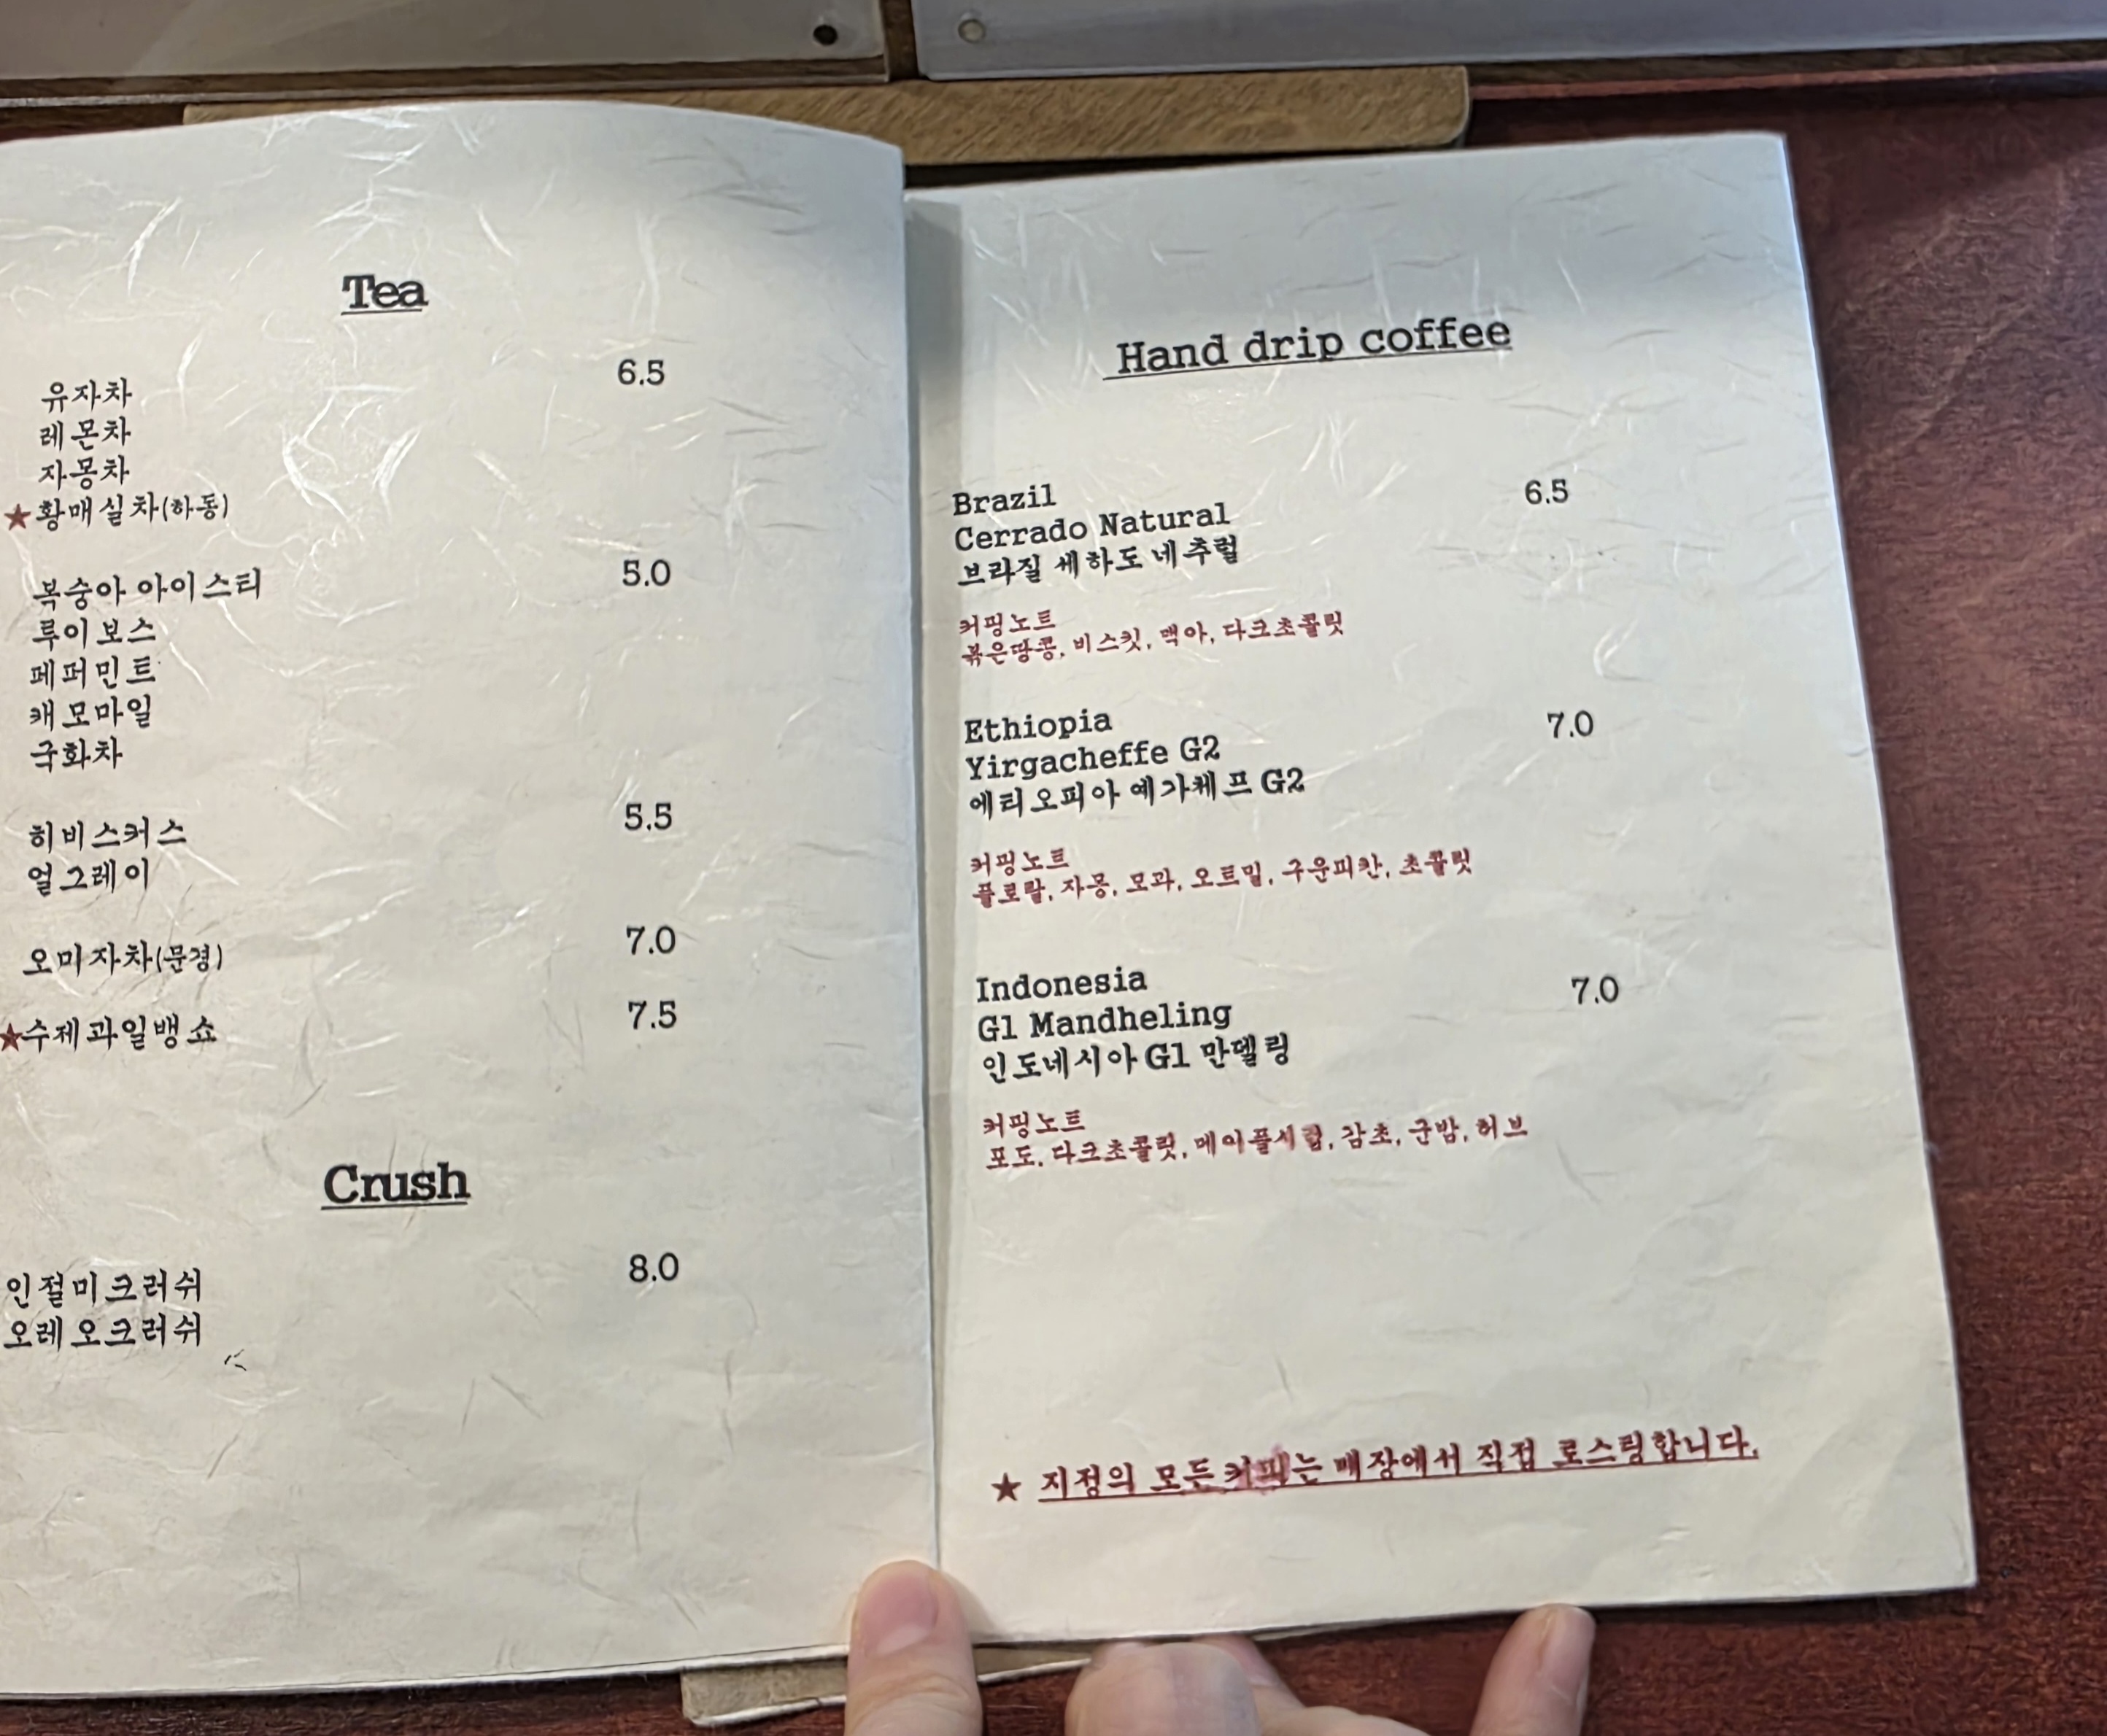 Tea
유자차 6.5
레몬차
자몽차
★황매실차(하동)
복숭아 아이스티 5.0
루이보스
페퍼민트
캐모마일
국화차
히비스커스 5.5
얼그레이
오미자차(문경) 7.0
★수제과일뱅쇼 7.5
Crush
인절미크러쉬 8.0
오레오크러쉬
Hand drip coffee
Brazil 6.5
Cerrado Natural
브라질 세하도 네추럴
커핑노트
볶은땅콩, 비스킷, 맥아, 다크초콜릿
Ethiopia 7.0
Yirgacheffe G2
에티오피아 예가체프 G2
커핑노트
플로랄, 자몽, 모과, 오트밀, 구운피칸, 초콜릿
Indonesia 7.0
G1 Mandheling
인도네시아 G1 만델링
커핑노트
포도, 다크초콜릿, 메이플시럽, 감초, 군밤, 허브
★ 지정의 모든 커피는 매장에서 직접 로스팅합니다.